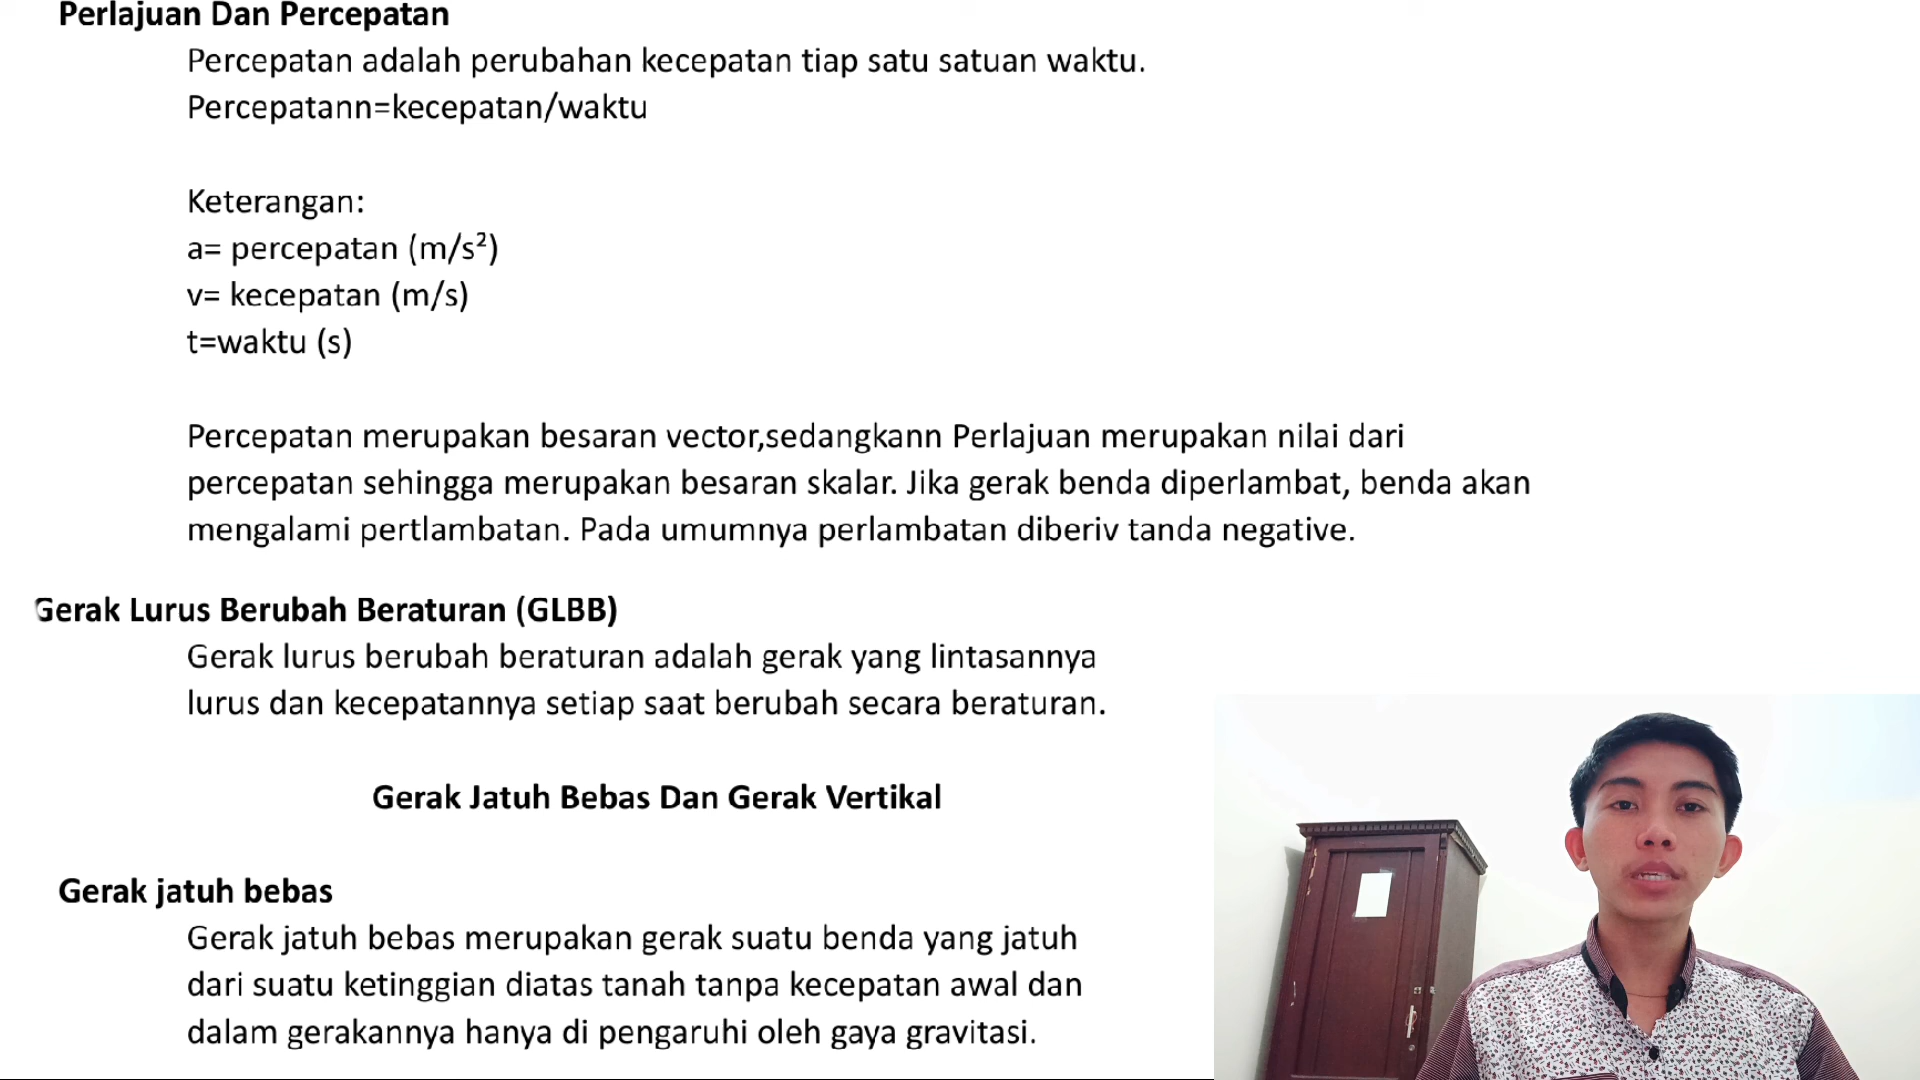 Perlajuan Dan Percepatan
Percepatan adalah perubahan kecepatan tiap satu satuan waktu.
Percepatann=kecepatan/waktu
Keterangan:
a= percepatan (m/s²)
v= kecepatan (m/s)
t=waktu (s)
Percepatan merupakan besaran vector,sedangkann Perlajuan merupakan nilai dari
percepatan sehingga merupakan besaran skalar. Jika gerak benda diperlambat, benda akan
mengalami pertlambatan. Pada umumnya perlambatan diberiv tanda negative.
Gerak Lurus Berubah Beraturan (GLBB)
Gerak lurus berubah beraturan adalah gerak yang lintasannya
lurus dan kecepatannya setiap saat berubah secara beraturan.
Gerak Jatuh Bebas Dan Gerak Vertikal
Gerak jatuh bebas
Gerak jatuh bebas merupakan gerak suatu benda yang jatuh
dari suatu ketinggian diatas tanah tanpa kecepatan awal dan
dalam gerakannya hanya di pengaruhi oleh gaya gravitasi.